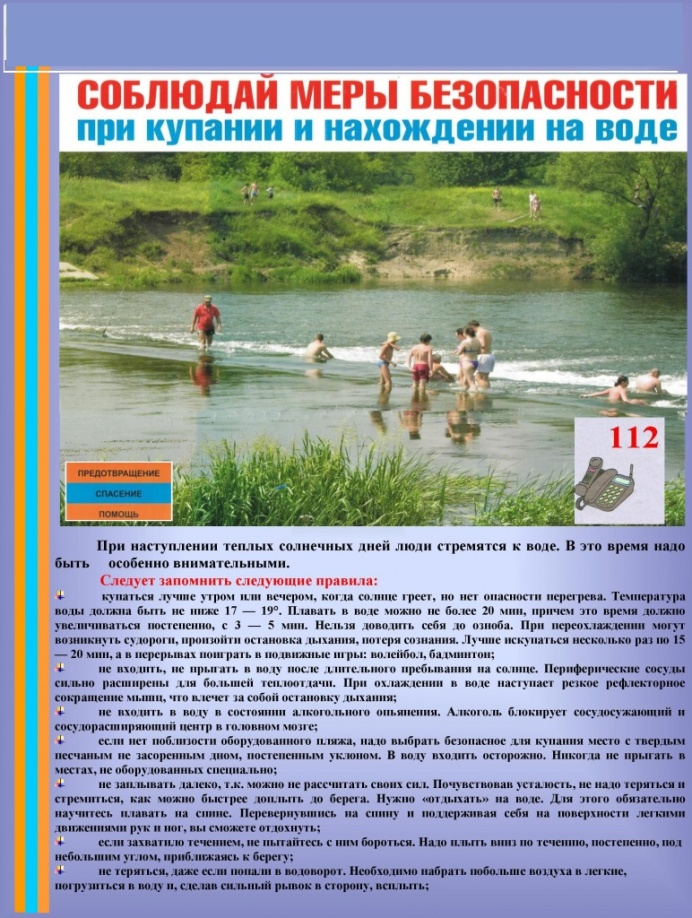 СОБЛЮДАЙ МЕРЫ БЕЗОПАСНОСТИ
при купании и нахождении на воде
112
ПРЕДОТВРАЩЕНИЕ
СПАСЕНИЕ
ПОМОЩЬ
При наступлении теплых солнечных дней люди стремятся к воде. В это время надо
быть особенно внимательными.
Следует запомнить следующие правила:
купаться лучше утром или вечером, когда солнце греет, но нет опасности перегрева. Температура
воды должна быть не ниже 17 — 19°. Плавать в воде можно не более 20 мин, причем это время должно
увеличиваться постепенно, с 3 — 5 мин. Нельзя доводить себя до озноба. При переохлаждении могут
возникнуть судороги, произойти остановка дыхания, потеря сознания. Лучше искупаться несколько раз по 15
— 20 мин, а в перерывах поиграть в подвижные игры: волейбол, бадминтон;
не входить, не прыгать в воду после длительного пребывания на солнце. Периферические сосуды
сильно расширены для большей теплоотдачи. При охлаждении в воде наступает резкое рефлекторное
сокращение мышц, что влечет за собой остановку дыхания;
не входить в воду в состоянии алкогольного опьянения. Алкоголь блокирует сосудосужающий и
сосудорасширяющий центр в головном мозге;
если нет поблизости оборудованного пляжа, надо выбрать безопасное для купания место с твердым
песчаным не засоренным дном, постепенным уклоном. В воду входить осторожно. Никогда не прыгать в
местах, не оборудованных специально;
не заплывать далеко, т.к. можно не рассчитать своих сил. Почувствовав усталость, не надо теряться и
стремиться, как можно быстрее доплыть до берега. Нужно «отдыхать» на воде. Для этого обязательно
научитесь плавать на спине. Перевернувшись на спину и поддерживая себя на поверхности легкими
движениями рук и ног, вы сможете отдохнуть;
если захватило течением, не пытайтесь с ним бороться. Надо плыть вниз по течению, постепенно, под
небольшим углом, приближаясь к берегу;
не теряться, даже если попали в водоворот. Необходимо набрать побольше воздуха в легкие,
погрузиться в воду и, сделав сильный рывок в сторону, всплыть;